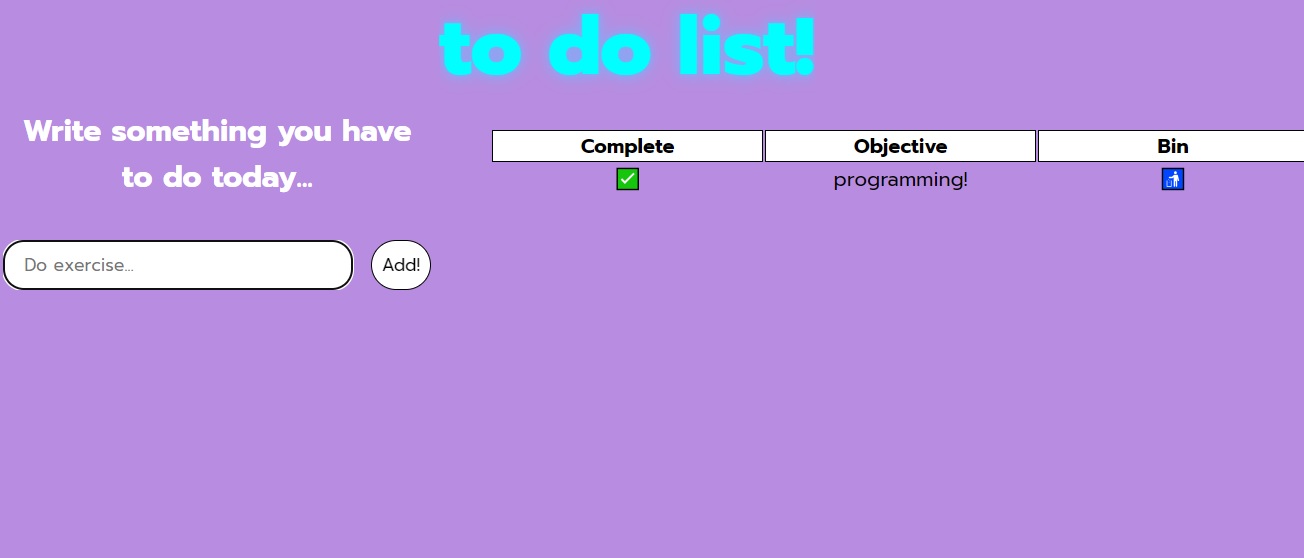 to do list!
Write something you have
to do today...
Complete Objective Bin
✅ programming! 🚮
Do exercise... Add!